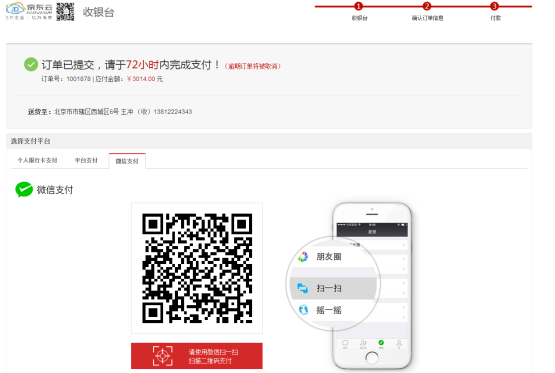 京东云
收银台
1
2
3
收银台
确认订单信息
付款
订单已提交，请于72小时内完成支付！（逾期订单将被取消）
订单号：1001878 | 应付金额：￥3014.00 元
送货至：北京市市辖区西城区6号 王冲 （收）13812224343
选择支付平台
个人银行卡支付
平台支付
微信支付
微信支付
发现
朋友圈
扫一扫
摇一摇
请使用微信扫一扫
扫描二维码支付